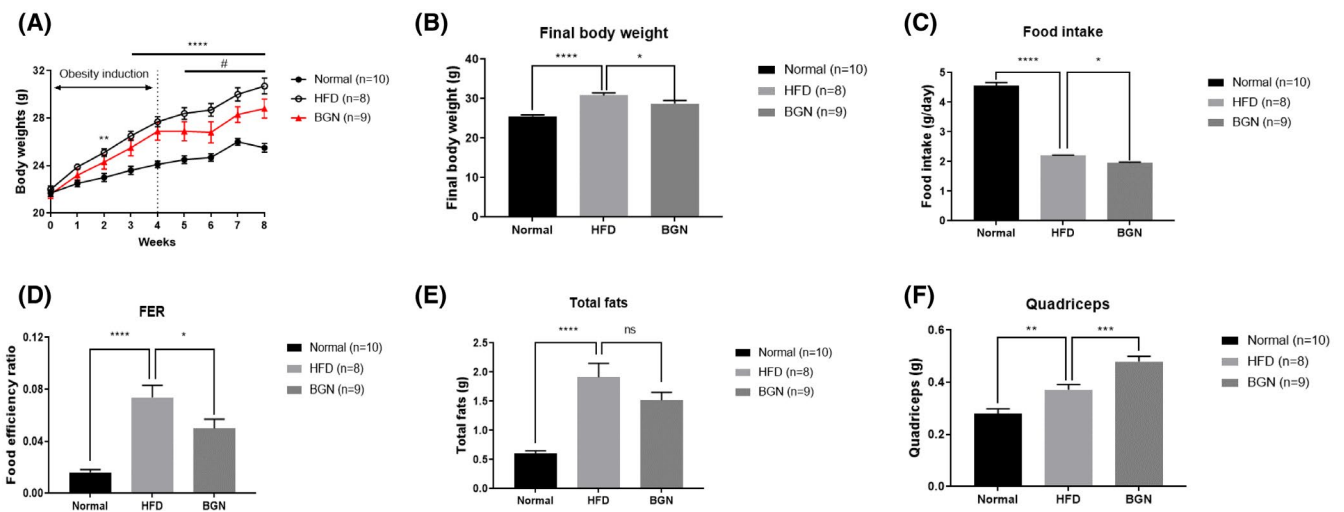 (A)
****
#
Obesity induction
**
Body weights (g)
32
28
24
20
0 1 2 3 4 5 6 7 8
Weeks
Normal (n=10)
HFD (n=8)
BGN (n=9)
(B)
Final body weight
**** *
Final body weight (g)
40
30
20
10
0
Normal HFD BGN
Normal (n=10)
HFD (n=8)
BGN (n=9)
(C)
Food intake
**** *
Food intake (g/day)
5
4
3
2
1
0
Normal HFD BGN
Normal (n=10)
HFD (n=8)
BGN (n=9)
(D)
FER
**** *
Food efficiency ratio
0.12
0.08
0.04
0.00
Normal HFD BGN
Normal (n=10)
HFD (n=8)
BGN (n=9)
(E)
Total fats
**** ns
Total fats (g)
2.5
2.0
1.5
1.0
0.5
0.0
Normal HFD BGN
Normal (n=10)
HFD (n=8)
BGN (n=9)
(F)
Quadriceps
** ***
Quadriceps (g)
0.6
0.4
0.2
0.0
Normal HFD BGN
Normal (n=10)
HFD (n=8)
BGN (n=9)